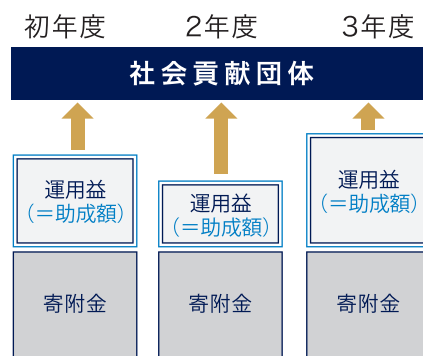 初年度 2年度 3年度
社会貢献団体
運用益
（＝助成額）
運用益
（＝助成額）
運用益
（＝助成額）
寄附金 寄附金 寄附金